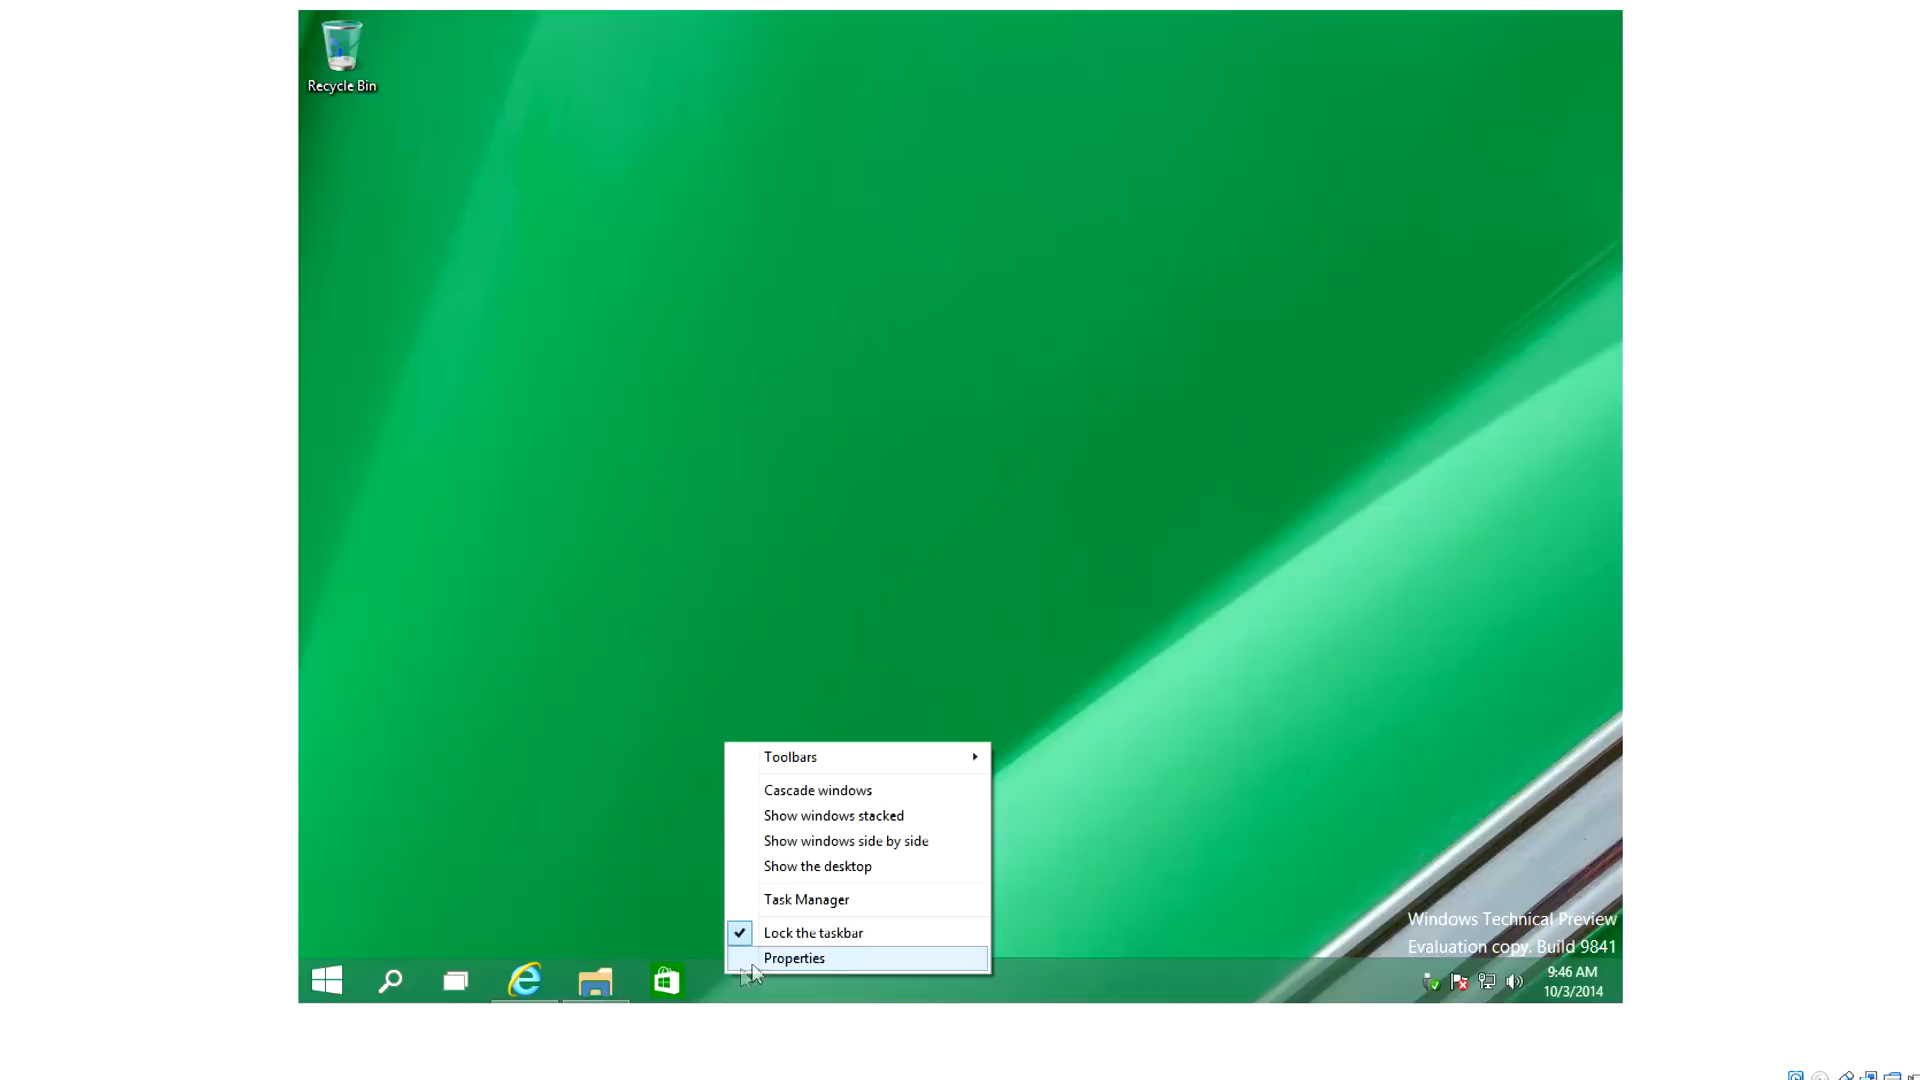 Recycle Bin
Toolbars
Cascade windows
Show windows stacked
Show windows side by side
Show the desktop
Task Manager
Lock the taskbar
Properties
Windows Technical Preview
Evaluation copy. Build 9841
9:46 AM
10/3/2014